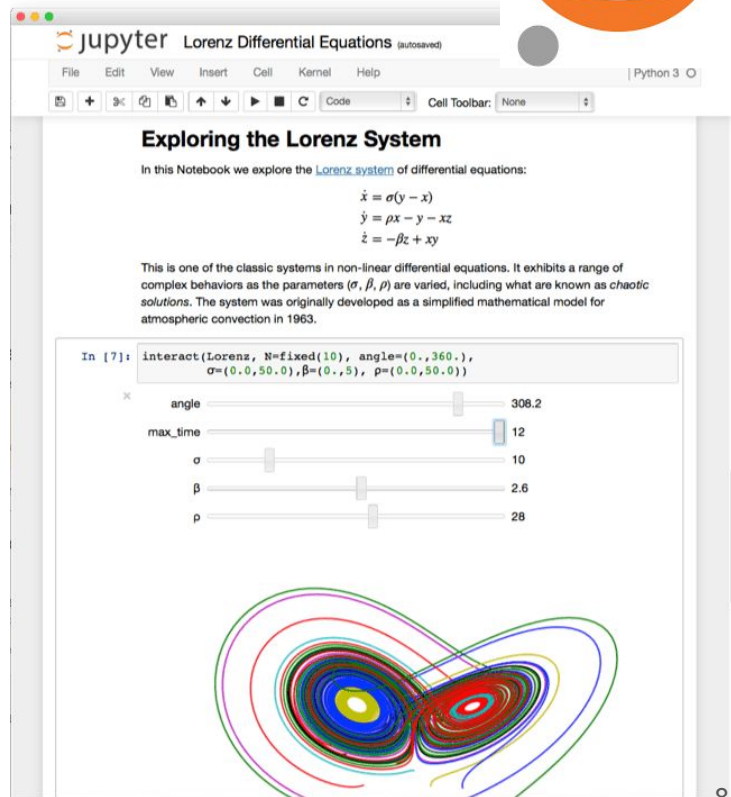 jupyter Lorenz Differential Equations (autosaved)
File Edit View Insert Cell Kernel Help | Python 3 O
Code Cell Toolbar: None
Exploring the Lorenz System
In this Notebook we explore the Lorenz system of differential equations:
ẋ = σ(y − x)
ẏ = ρx − y − xz
ż = −βz + xy
This is one of the classic systems in non-linear differential equations. It exhibits a range of
complex behaviors as the parameters (σ, β, ρ) are varied, including what are known as chaotic
solutions. The system was originally developed as a simplified mathematical model for
atmospheric convection in 1963.
In [7]: interact(Lorenz, N=fixed(10), angle=(0.,360.),
σ=(0.0,50.0),β=(0.,5), ρ=(0.0,50.0))
angle 308.2
max_time 12
σ 10
β 2.6
ρ 28